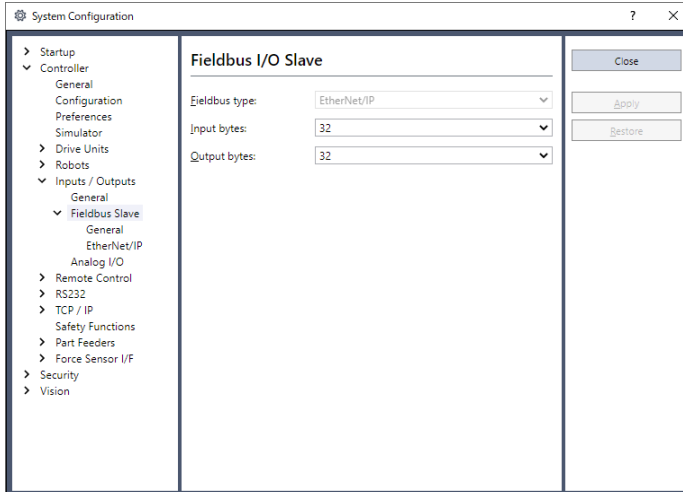 System Configuration
?
Startup
Controller
General
Configuration
Preferences
Simulator
Drive Units
Robots
Inputs / Outputs
General
Fieldbus Slave
General
EtherNet/IP
Analog I/O
Remote Control
RS232
TCP / IP
Safety Functions
Part Feeders
Force Sensor I/F
Security
Vision
Fieldbus I/O Slave
Fieldbus type: EtherNet/IP
Input bytes: 32
Output bytes: 32
Close
Apply
Restore